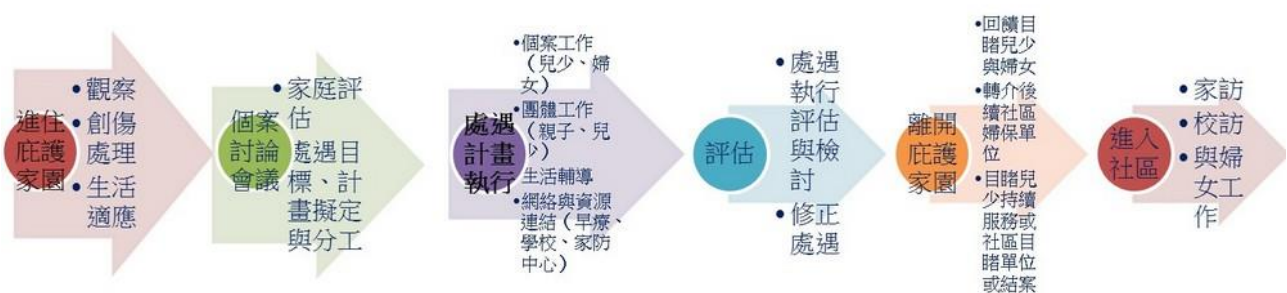 進住
庇護
家園
•觀察
•創傷
處理
•生活
適應
個案
討論
會議
•家庭評
估
•處遇目
標、計
畫擬定
與分工
處遇
計畫
執行
•個案工作
（兒少、婦
女）
•團體工作
（親子、兒
少）
•生活輔導
•網絡與資源
連結（早療、
學校、家防
中心）
評估
•處遇
執行
評估
與檢
討
•修正
處遇
離開
庇護
家園
•回饋目
睹兒少
與婦女
•轉介後
續社區
婦保單
位
•目睹兒
少持續
服務或
社區目
睹單位
或結案
進入
社區
•家訪
•校訪
•與婦
女工
作